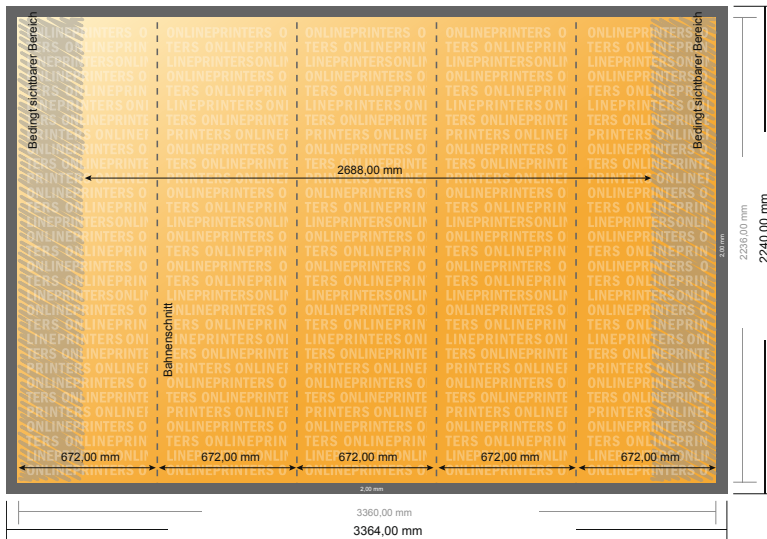 Bedingt sichtbarer Bereich
Bedingt sichtbarer Bereich
2688,00 mm
Bahnenschnitt
672,00 mm
672,00 mm
672,00 mm
672,00 mm
672,00 mm
2,00 mm
2,00 mm
2236,00 mm
2240,00 mm
3360,00 mm
3364,00 mm